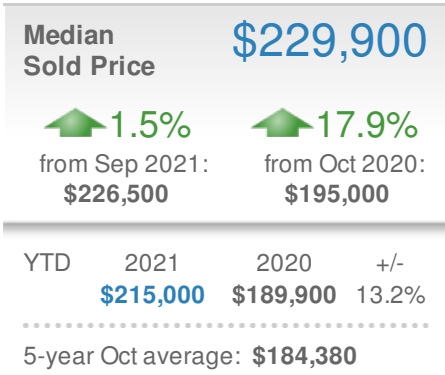 Median
Sold Price
$229,900
1.5%
from Sep 2021:
$226,500
17.9%
from Oct 2020:
$195,000
YTD 2021 2020 +/-
$215,000 $189,900 13.2%
5-year Oct average: $184,380